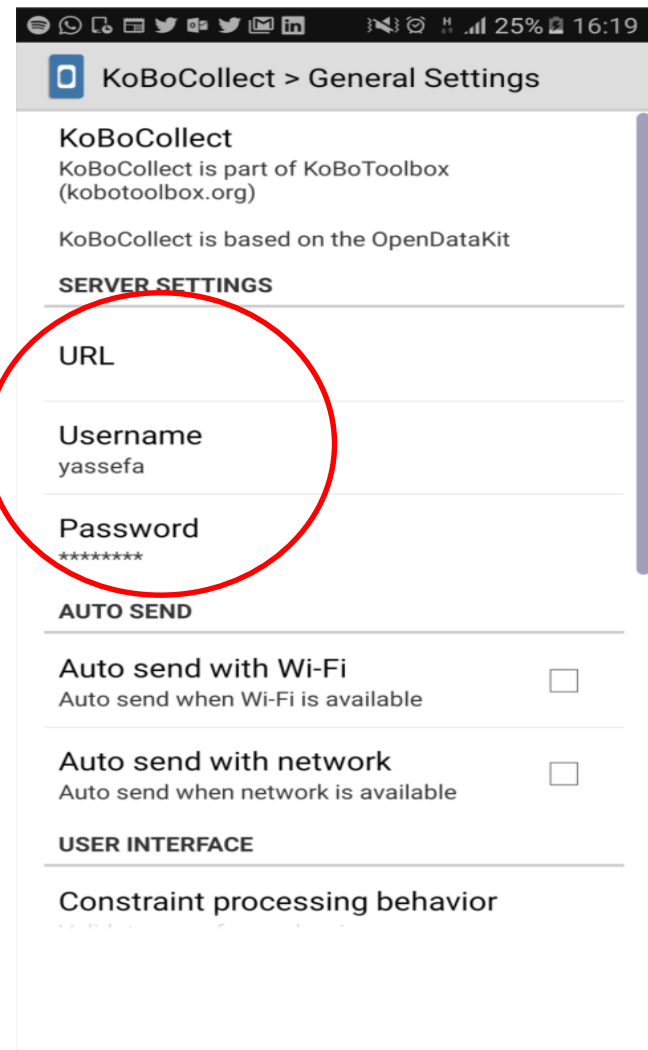 25% 16:19
KoBoCollect > General Settings
KoBoCollect
KoBoCollect is part of KoBoToolbox
(kobotoolbox.org)
KoBoCollect is based on the OpenDataKit
SERVER SETTINGS
URL
Username
yassefa
Password
********
AUTO SEND
Auto send with Wi-Fi
Auto send when Wi-Fi is available
Auto send with network
Auto send when network is available
USER INTERFACE
Constraint processing behavior